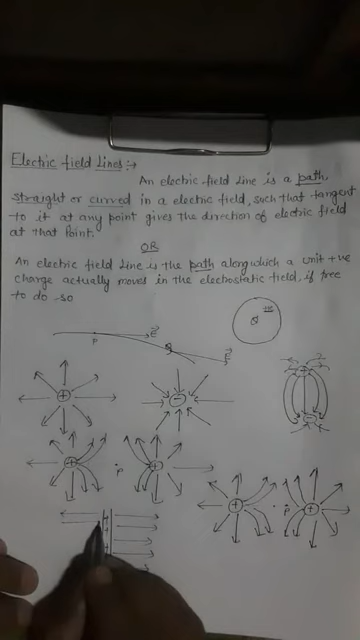 Electric field Lines:→
An electric field Line is a path,
straight or curved in a electric field, such that tangent
to it at any point gives the direction of electric field
at that Point.
OR
An electric field Line is the path along which a unit +ve
charge actually moves in the electrostatic field, if free
to do so
P
E
Q
E
+
-
+
-
+
P
+
+
P
+